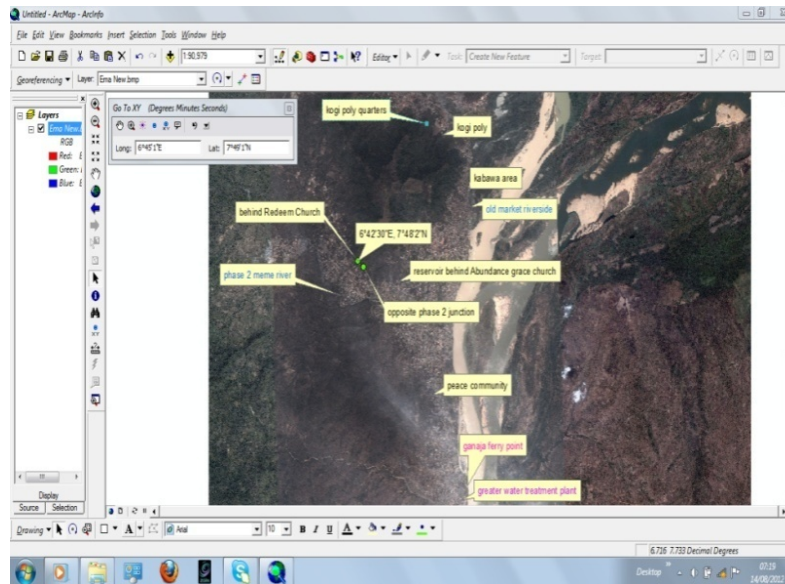 Untitled - ArcMap - ArcInfo
File Edit View Bookmarks Insert Selection Tools Window Help
1:90,979
Editor
Task: Create New Feature
Target:
Georeferencing
Layer: Ema New.bmp
Go To XY (Degrees Minutes Seconds)
Long: 6°45'1"E
Lat: 7°49'1"N
Layers
Ema New.
RGB
Red:
Green:
Blue:
kogi poly quarters
kogi poly
kabawa area
behind Redeem Church
old market riverside
6°42'30"E, 7°48'2"N
phase 2 meme river
reservoir behind Abundance grace church
opposite phase 2 junction
peace community
ganaja ferry point
greater water treatment plant
Display
Source
Selection
Drawing
A
Arial
10
B I U
A
6.716 7.733 Decimal Degrees
Desktop
07:19
14/08/2012